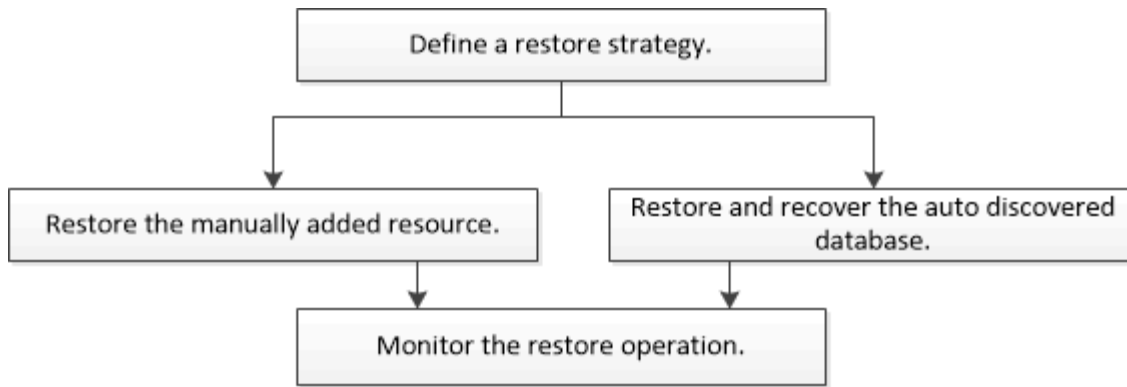 Define a restore strategy.
Restore the manually added resource.
Restore and recover the auto discovered
database.
Monitor the restore operation.